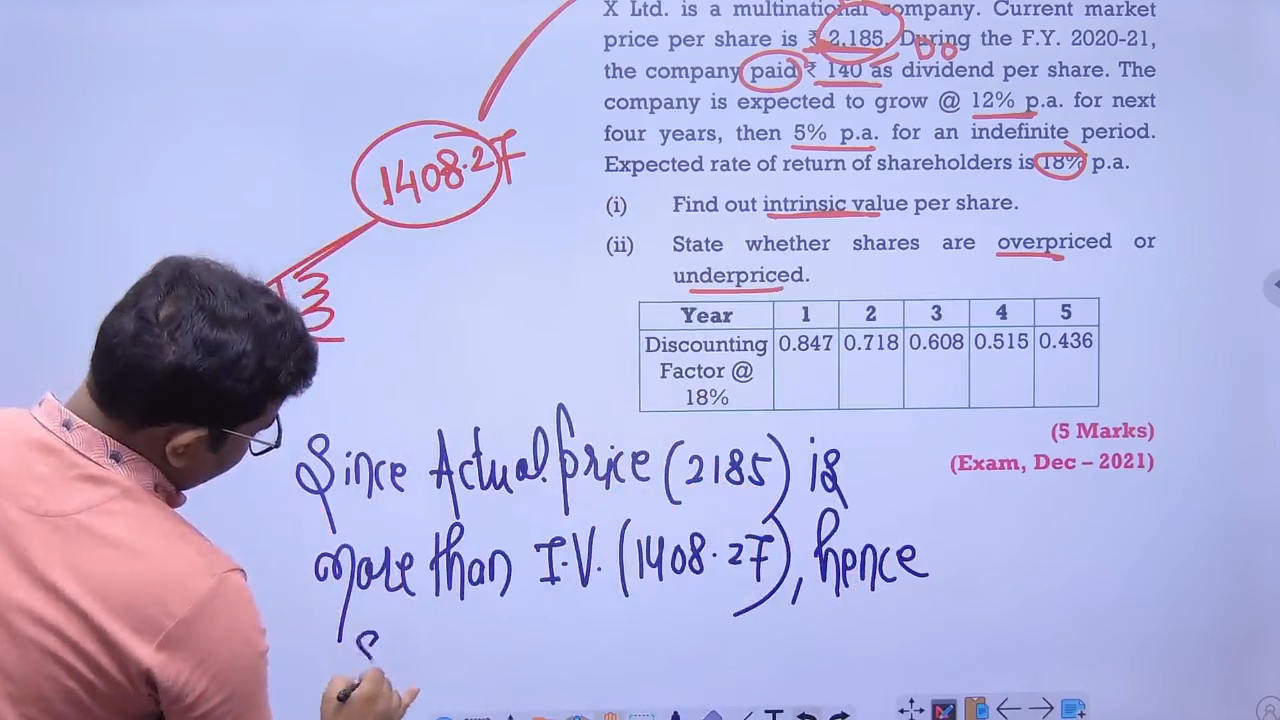 X Ltd. is a multinational company. Current market
price per share is ₹ 2,185. During the F.Y. 2020-21,
D0
the company paid ₹ 140 as dividend per share. The
company is expected to grow @ 12% p.a. for next
four years, then 5% p.a. for an indefinite period.
Expected rate of return of shareholders is 18% p.a.
(i) Find out intrinsic value per share.
(ii) State whether shares are overpriced or
underpriced.
Year 1 2 3 4 5
Discounting Factor @ 18% 0.847 0.718 0.608 0.515 0.436
(5 Marks)
(Exam, Dec – 2021)
1408.27
Since Actual price (2185) is
more than I.V. (1408.27), hence